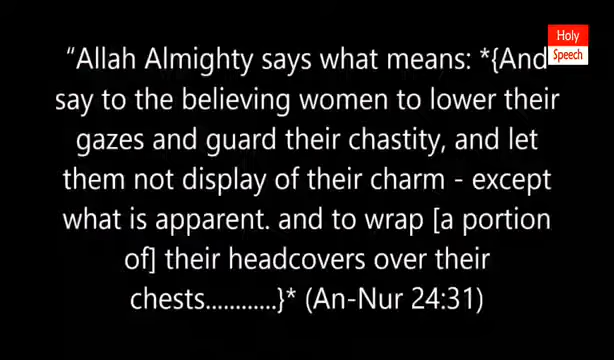 Holy
Speech
“Allah Almighty says what means: *{And
say to the believing women to lower their
gazes and guard their chastity, and let
them not display of their charm - except
what is apparent. and to wrap [a portion
of] their headcovers over their
chests............}* (An-Nur 24:31)